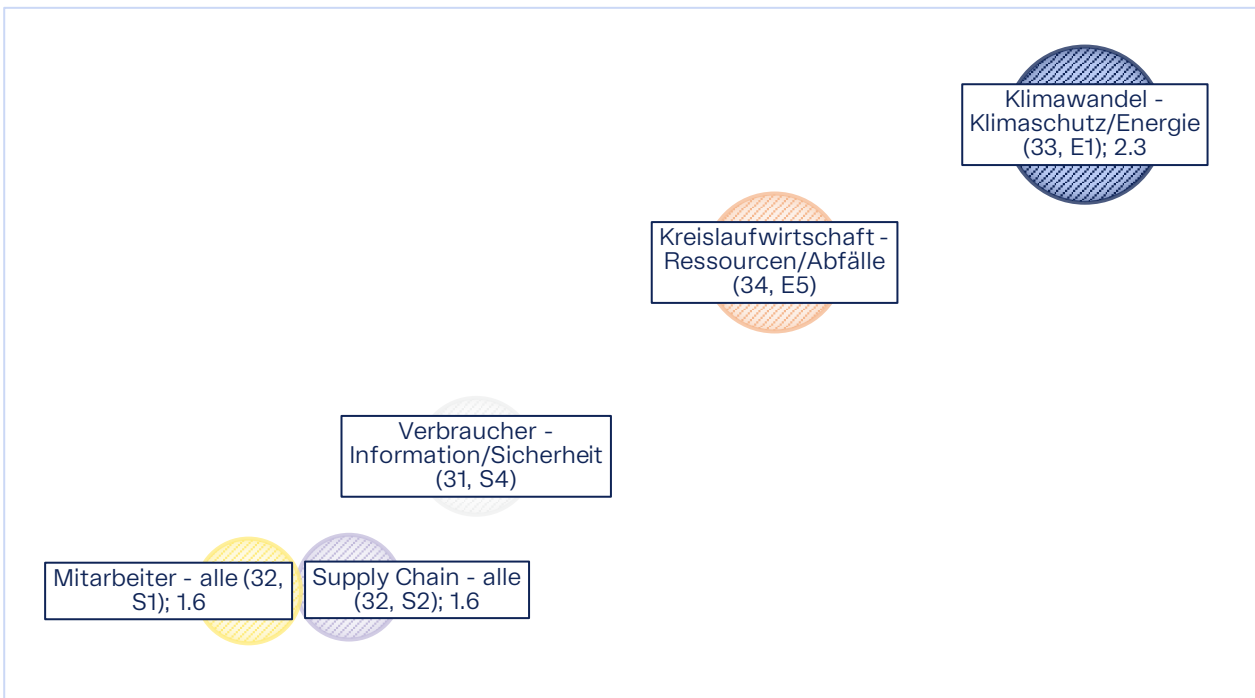 Klimawandel -
Klimaschutz/Energie
(33, E1); 2.3
Kreislaufwirtschaft -
Ressourcen/Abfälle
(34, E5)
Verbraucher -
Information/Sicherheit
(31, S4)
Mitarbeiter - alle (32,
S1); 1.6
Supply Chain - alle
(32, S2); 1.6